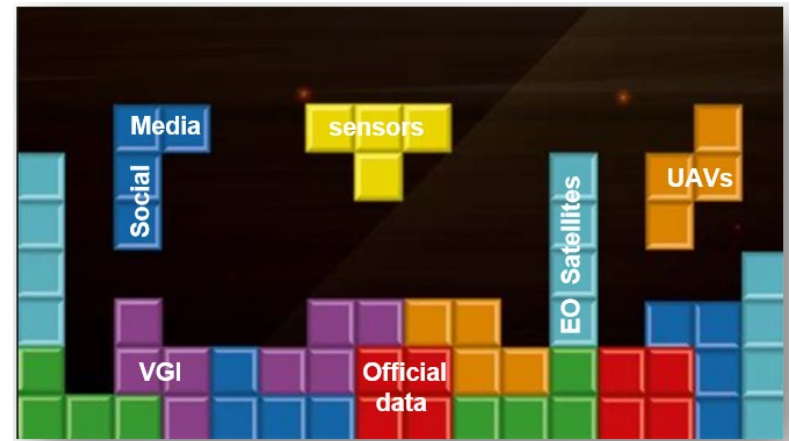 Media
Social
sensors
UAVs
EO Satellites
VGI
Official
data